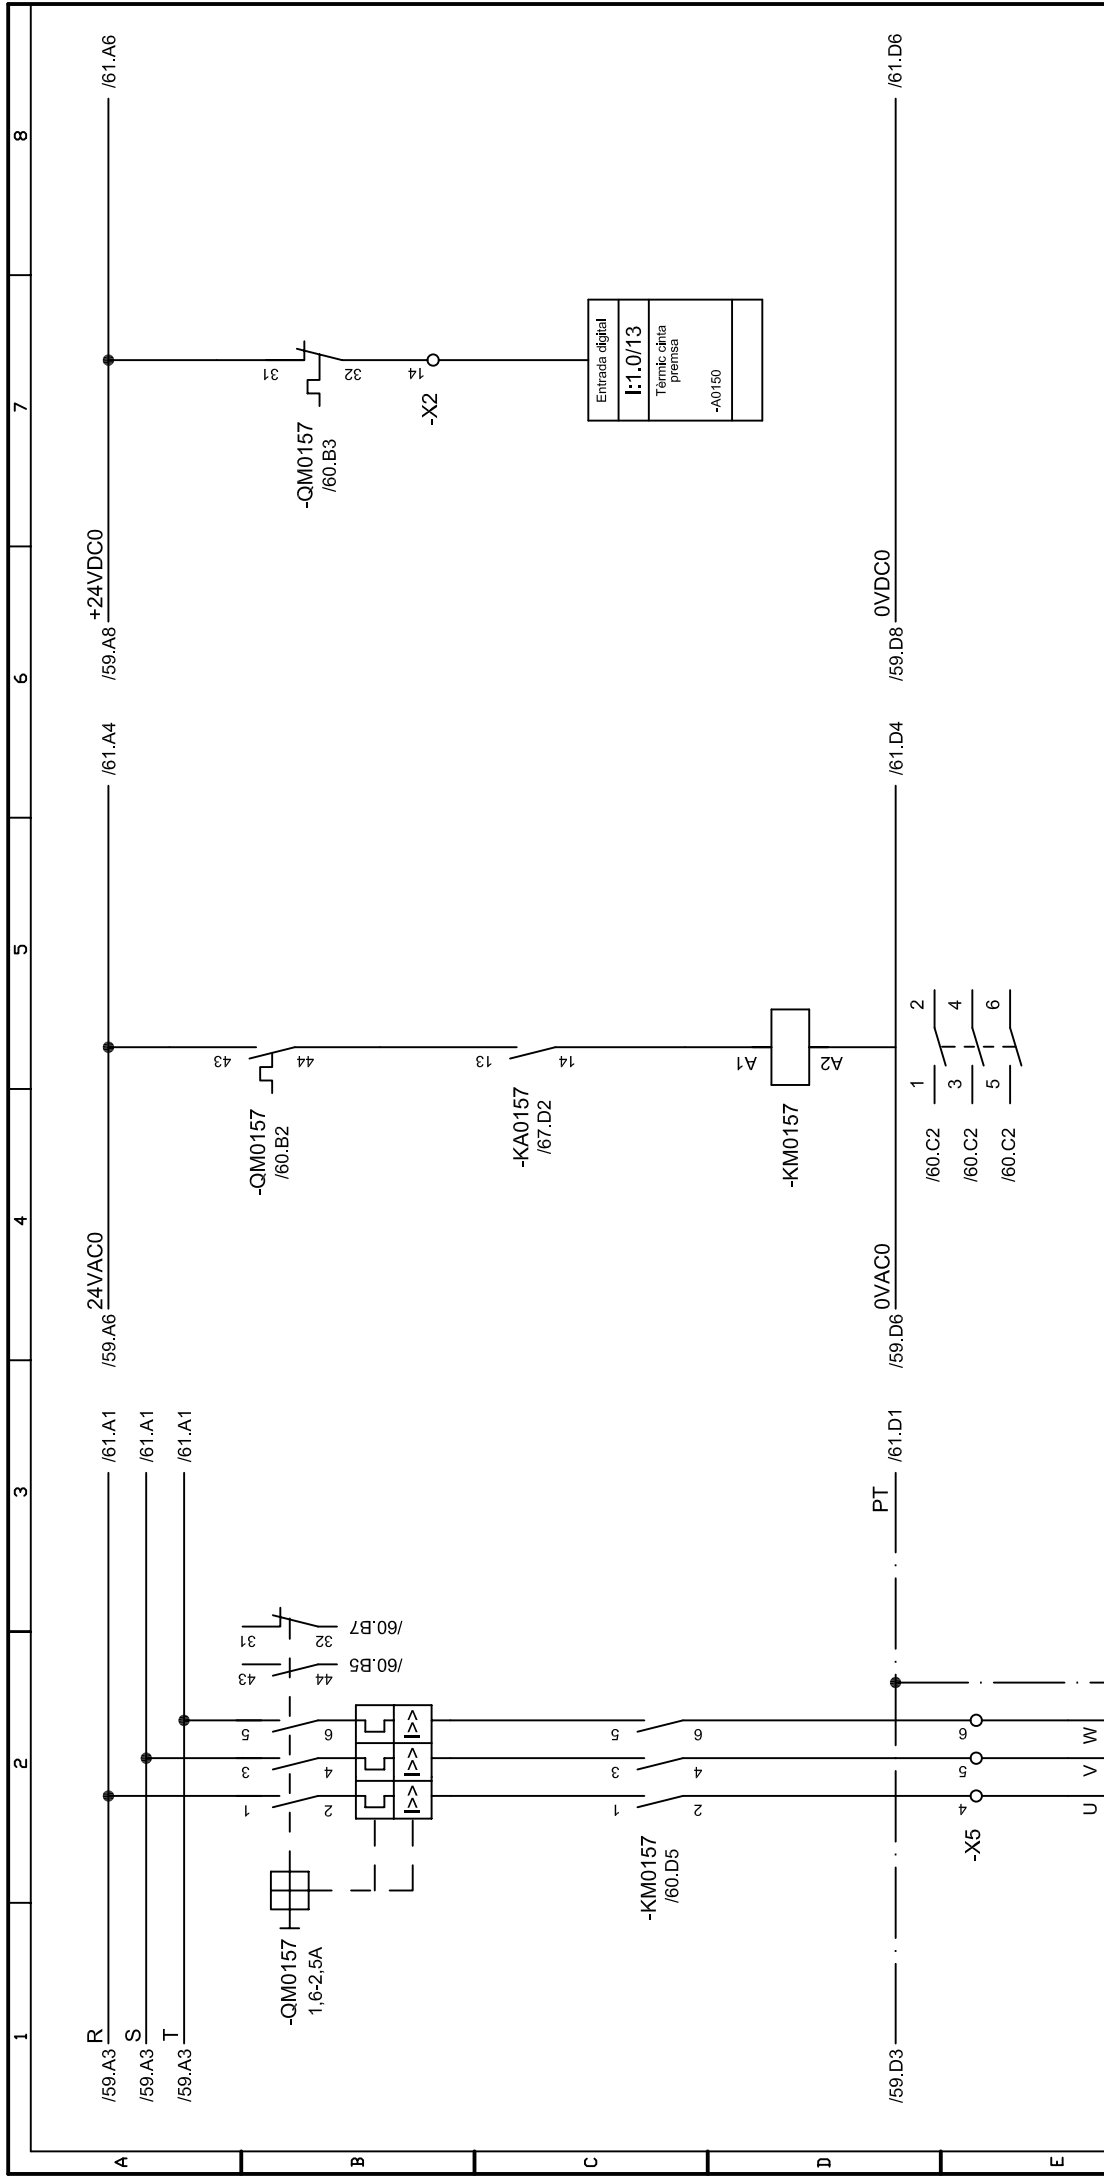 1 2 3 4 5 6 7 8
A
B
C
D
E
/59.A3 R /61.A1
/59.A3 S /61.A1
/59.A3 T /61.A1
/59.A6 24VAC0 /61.A4
/59.A8 +24VDC0 /61.A6
-QM0157
1,6-2,5A
1 3 5 43 31
2 4 6 44 32
/60.B5
/60.B7
I>> I>> I>>
-KM0157
/60.D5
1 3 5
2 4 6
/59.D3 PT /61.D1
-X5
4 5 6
U V W
-QM0157
/60.B2
43
44
-KA0157
/67.D2
13
14
-KM0157
A1
A2
/59.D6 0VAC0 /61.D4
/60.C2 1 2
/60.C2 3 4
/60.C2 5 6
-QM0157
/60.B3
31
32
-X2
14
Entrada digital
I:1.0/13
Tèrmic cinta
premsa
-A0150
/59.D8 0VDC0 /61.D6